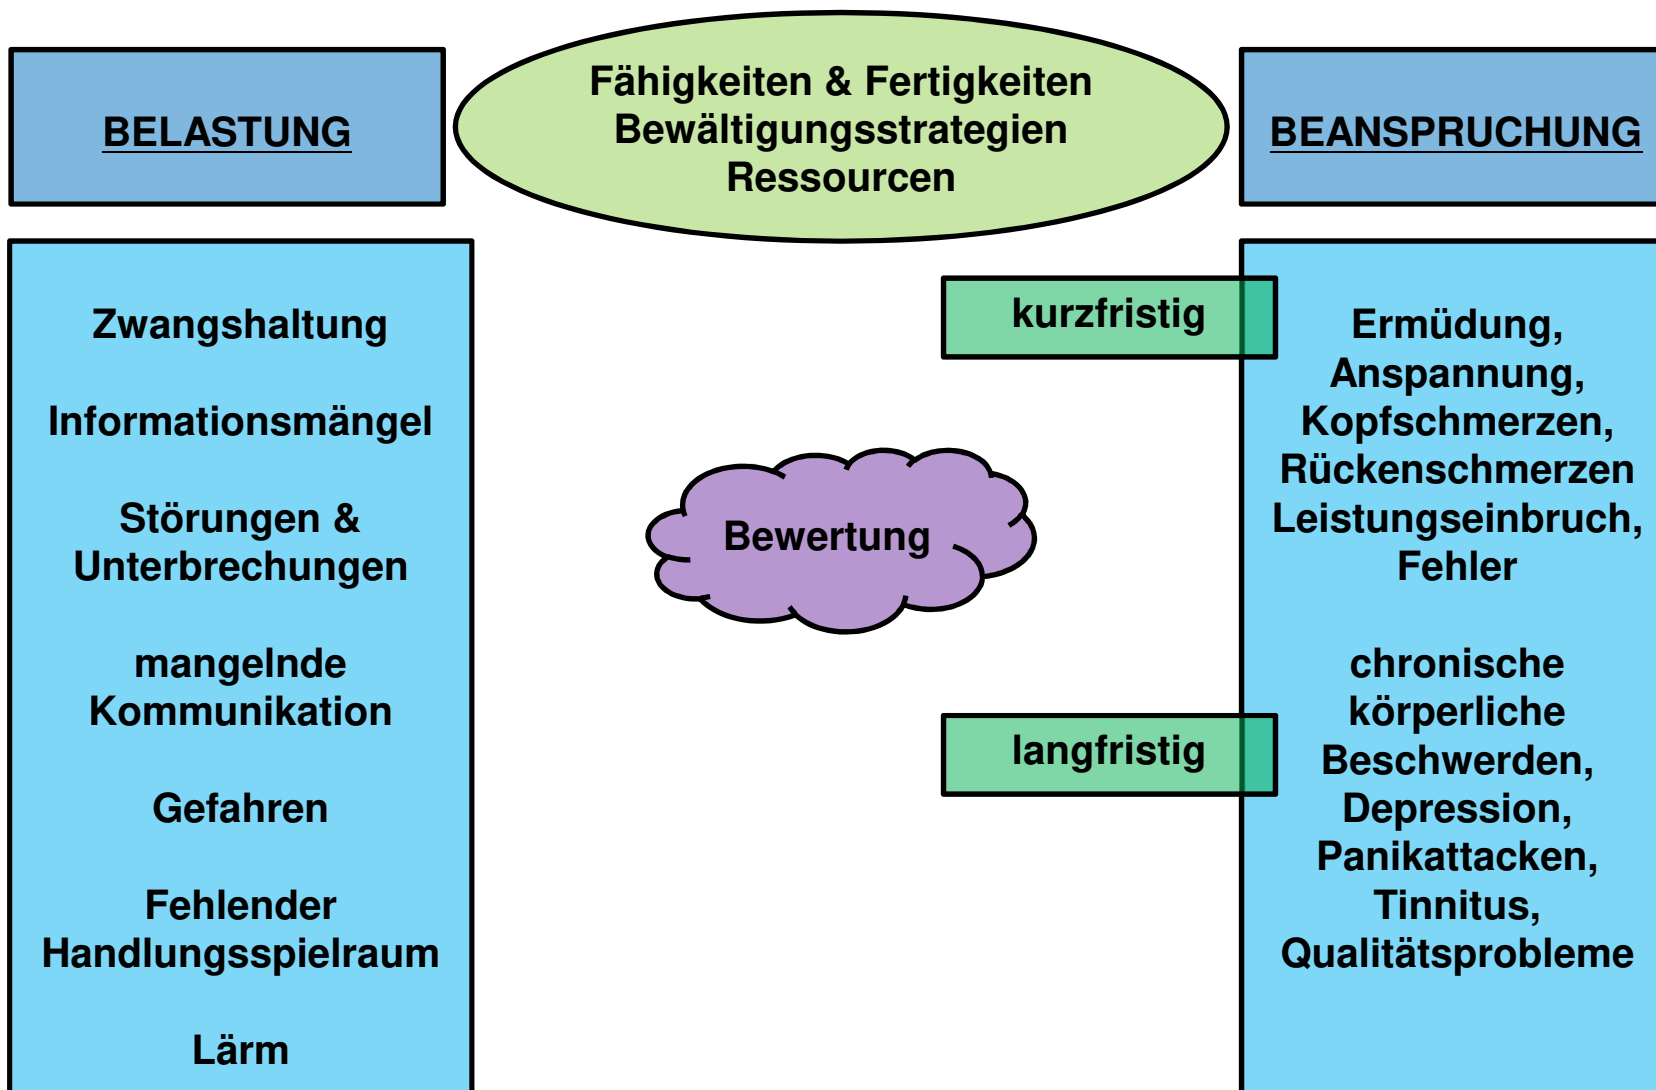 BELASTUNG
Fähigkeiten & Fertigkeiten
Bewältigungsstrategien
Ressourcen
BEANSPRUCHUNG
Zwangshaltung
Informationsmängel
Störungen &
Unterbrechungen
mangelnde
Kommunikation
Gefahren
Fehlender
Handlungsspielraum
Lärm
Bewertung
kurzfristig
Ermüdung,
Anspannung,
Kopfschmerzen,
Rückenschmerzen
Leistungseinbruch,
Fehler
langfristig
chronische
körperliche
Beschwerden,
Depression,
Panikattacken,
Tinnitus,
Qualitätsprobleme